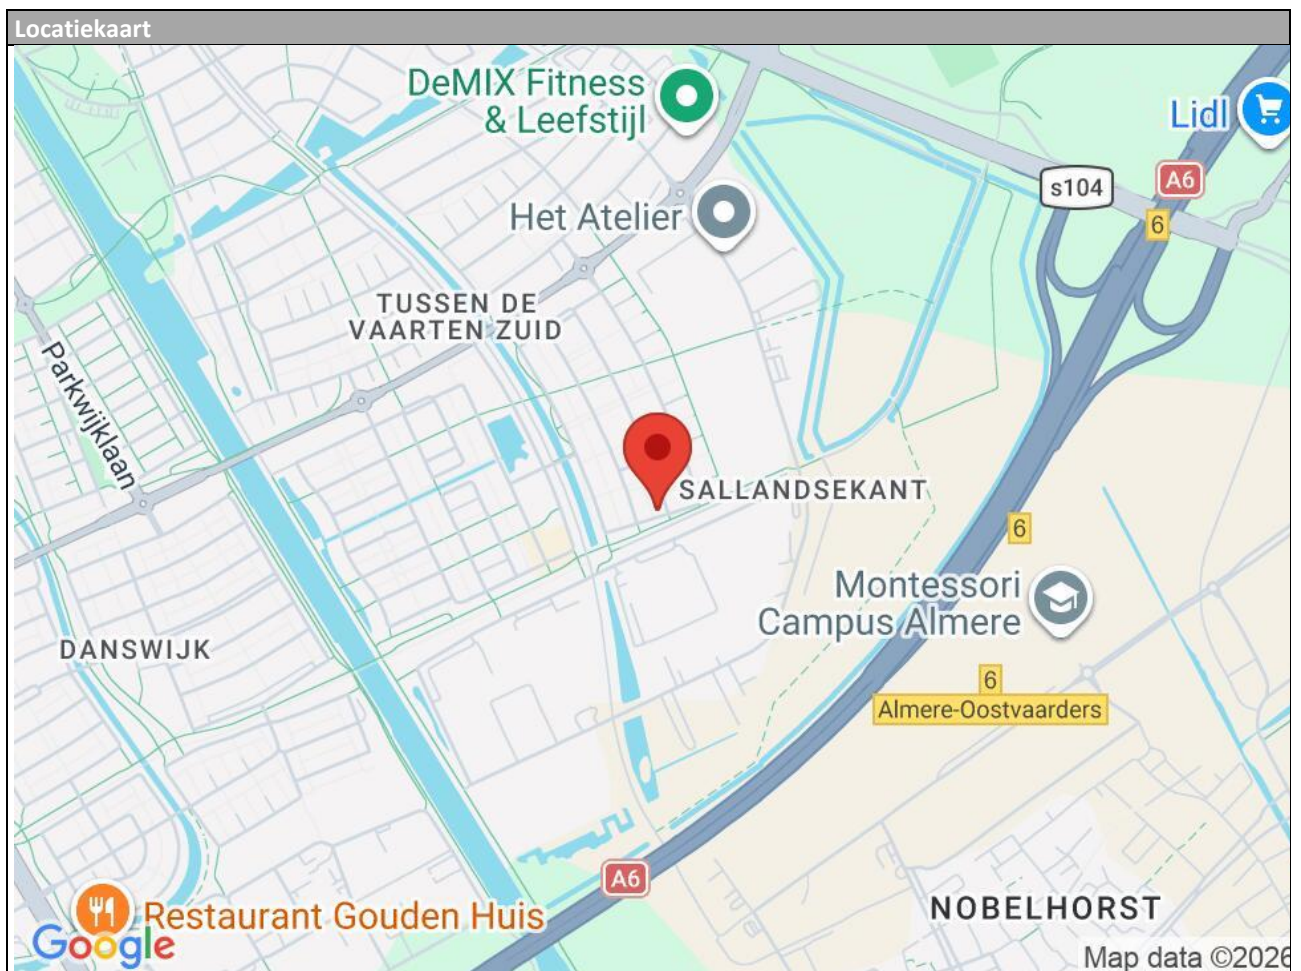 Locatiekaart
DeMIX Fitness
& Leefstijl
Lidl
s104
A6
6
Het Atelier
TUSSEN DE
VAARTEN ZUID
Parkwijklaan
SALLANDSEKANT
6
Montessori
Campus Almere
DANSWIJK
6
Almere-Oostvaarders
A6
NOBELHORST
Restaurant Gouden Huis
Google
Map data ©2026